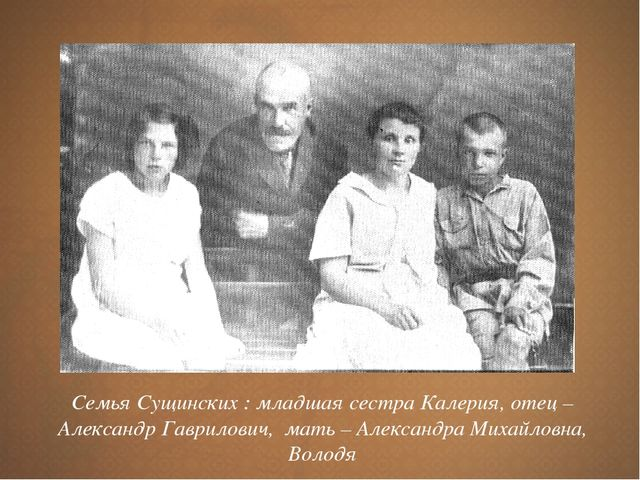 Семья Сущинских : младшая сестра Калерия, отец –
Александр Гаврилович, мать – Александра Михайловна,
Володя